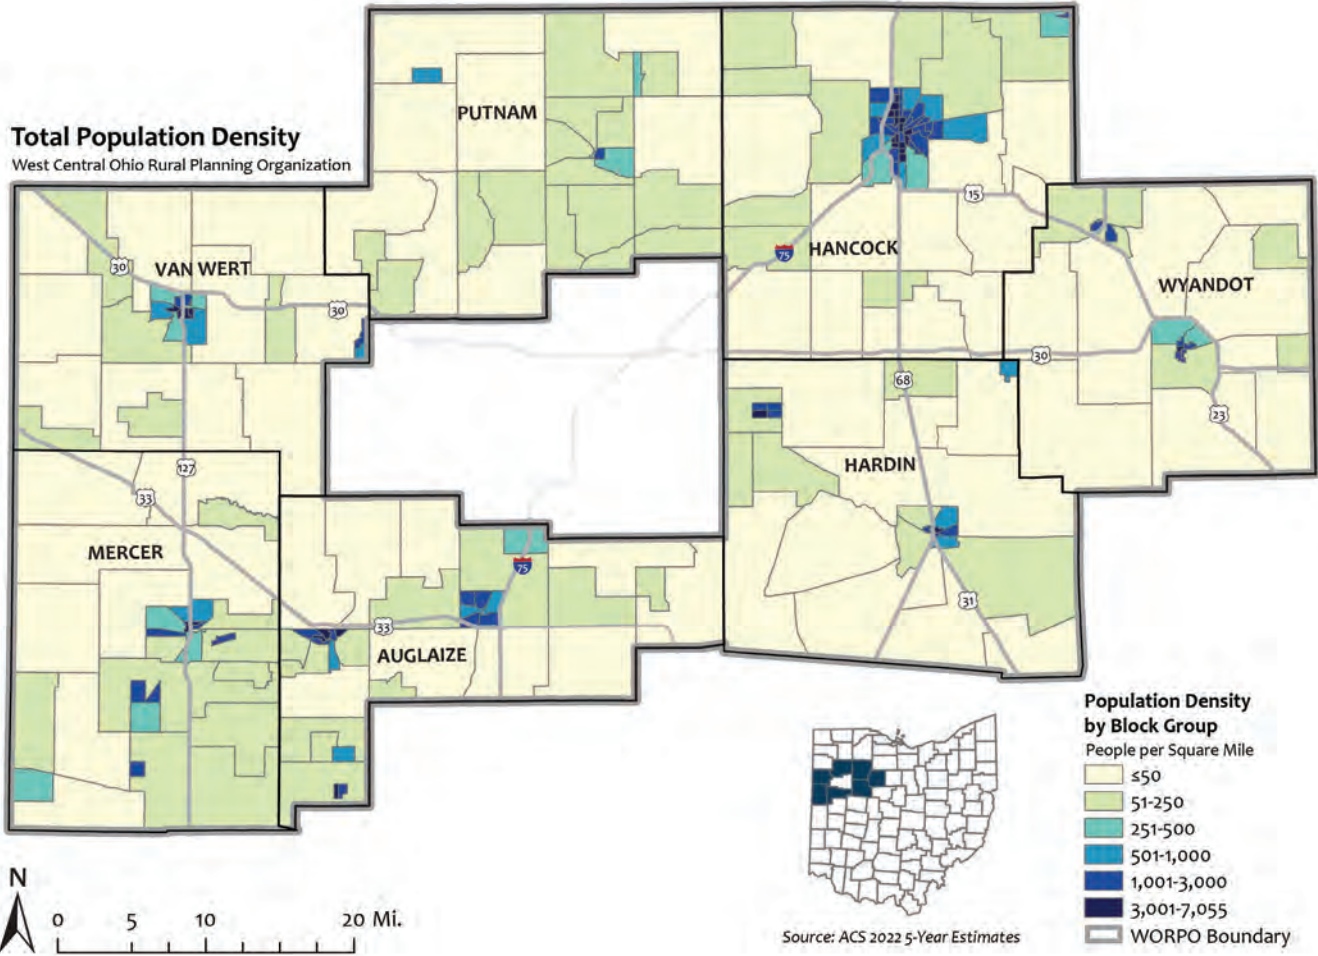 Total Population Density
West Central Ohio Rural Planning Organization
PUTNAM
15
75
HANCOCK
30
VAN WERT
30
WYANDOT
30
68
23
HARDIN
127
33
MERCER
75
31
33
AUGLAIZE
Population Density
by Block Group
People per Square Mile
≤50
51-250
251-500
501-1,000
1,001-3,000
3,001-7,055
WORPO Boundary
N
0 5 10 20 Mi.
Source: ACS 2022 5-Year Estimates